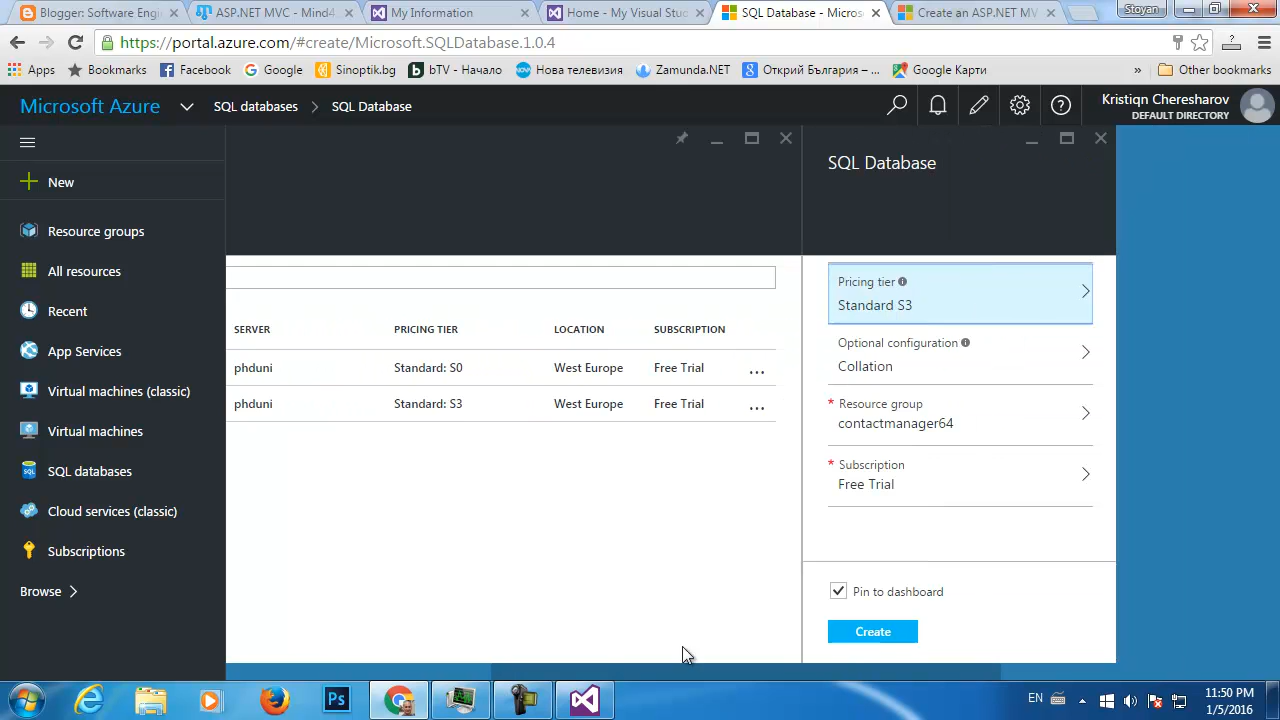 Blogger: Software Engi
ASP.NET MVC - Mind4
My Information
Home - My Visual Studi
SQL Database - Micros
Create an ASP.NET MV
Stoyan
https://portal.azure.com/#create/Microsoft.SQLDatabase.1.0.4
Apps
Bookmarks
Facebook
Google
Sinoptik.bg
bTV - Начало
Нова телевизия
Zamunda.NET
Открий България – ...
Google Карти
»
Other bookmarks
Microsoft Azure
SQL databases
SQL Database
Kristiqn Cheresharov
DEFAULT DIRECTORY
New
Resource groups
All resources
Recent
App Services
Virtual machines (classic)
Virtual machines
SQL databases
Cloud services (classic)
Subscriptions
Browse
SERVER PRICING TIER LOCATION SUBSCRIPTION
phduni Standard: S0 West Europe Free Trial ...
phduni Standard: S3 West Europe Free Trial ...
SQL Database
Pricing tier
Standard S3
Optional configuration
Collation
* Resource group
contactmanager64
* Subscription
Free Trial
Pin to dashboard
Create
Ps
EN
11:50 PM
1/5/2016